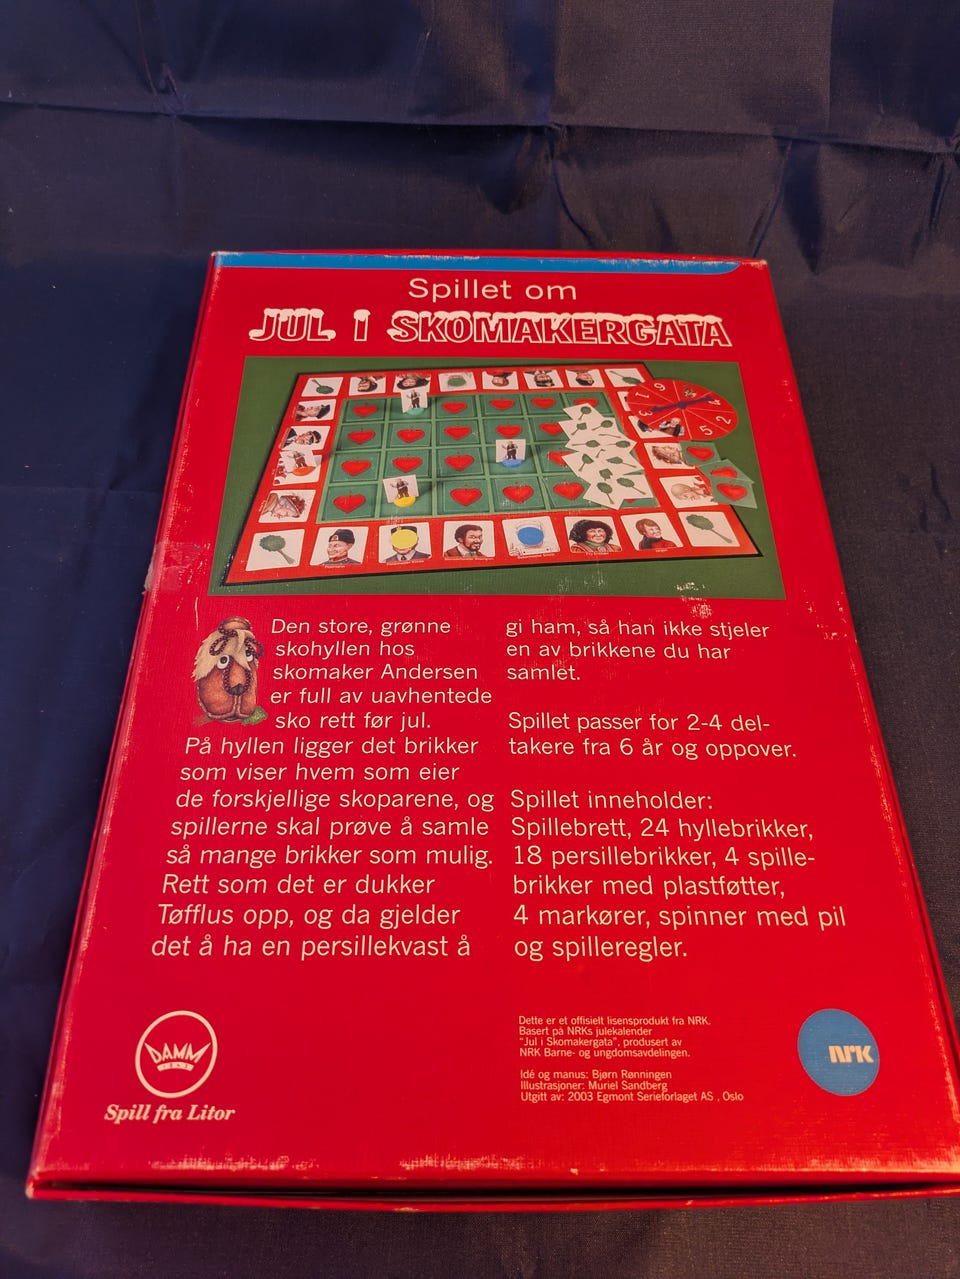 Spillet om
JUL I SKOMAKERGATA
Den store, grønne
skohyllen hos
skomaker Andersen
er full av uavhentede
sko rett før jul.
På hyllen ligger det brikker
som viser hvem som eier
de forskjellige skoparene, og
spillerne skal prøve å samle
så mange brikker som mulig.
Rett som det er dukker
Tøfflus opp, og da gjelder
det å ha en persillekvast å
gi ham, så han ikke stjeler
en av brikkene du har
samlet.
Spillet passer for 2-4 del-
takere fra 6 år og oppover.
Spillet inneholder:
Spillebrett, 24 hyllebrikker,
18 persillebrikker, 4 spille-
brikker med plastføtter,
4 markører, spinner med pil
og spilleregler.
DAMM
Spill fra Litor
Dette er et offisielt lisensprodukt fra NRK.
Basert på NRKs julekalender
"Jul i Skomakergata", produsert av
NRK Barne- og ungdomsavdelingen.
Idé og manus: Bjørn Rønningen
Illustrasjoner: Muriel Sandberg
Utgitt av: 2003 Egmont Serieforlaget AS , Oslo
NRK